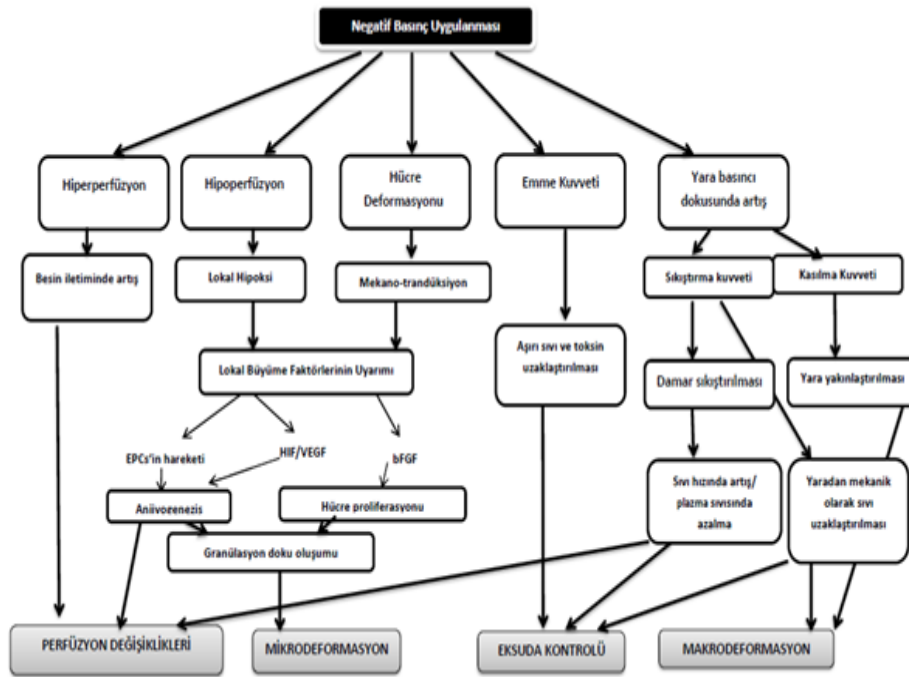 Negatif Basınç Uygulanması
Hiperperfüzyon
Hipoperfüzyon
Hücre
Deformasyonu
Emme Kuvveti
Yara basıncı
dokusunda artış
Besin iletiminde artış
Lokal Hipoksi
Mekano-trandüksiyon
Sıkıştırma kuvveti
Kasılma Kuvveti
Aşırı sıvı ve toksin
uzaklaştırılması
Lokal Büyüme Faktörlerinin Uyarımı
Damar sıkıştırılması
Yara yakınlaştırılması
EPCs'in hareketi
HIF/VEGF
bFGF
Sıvı hızında artış/
plazma sıvısında
azalma
Yaradan mekanik
olarak sıvı
uzaklaştırılması
Anjiyogenezis
Hücre proliferasyonu
Granülasyon doku oluşumu
PERFÜZYON DEĞİŞİKLİKLERİ
MİKRODEFORMASYON
EKSUDA KONTROLÜ
MAKRODEFORMASYON